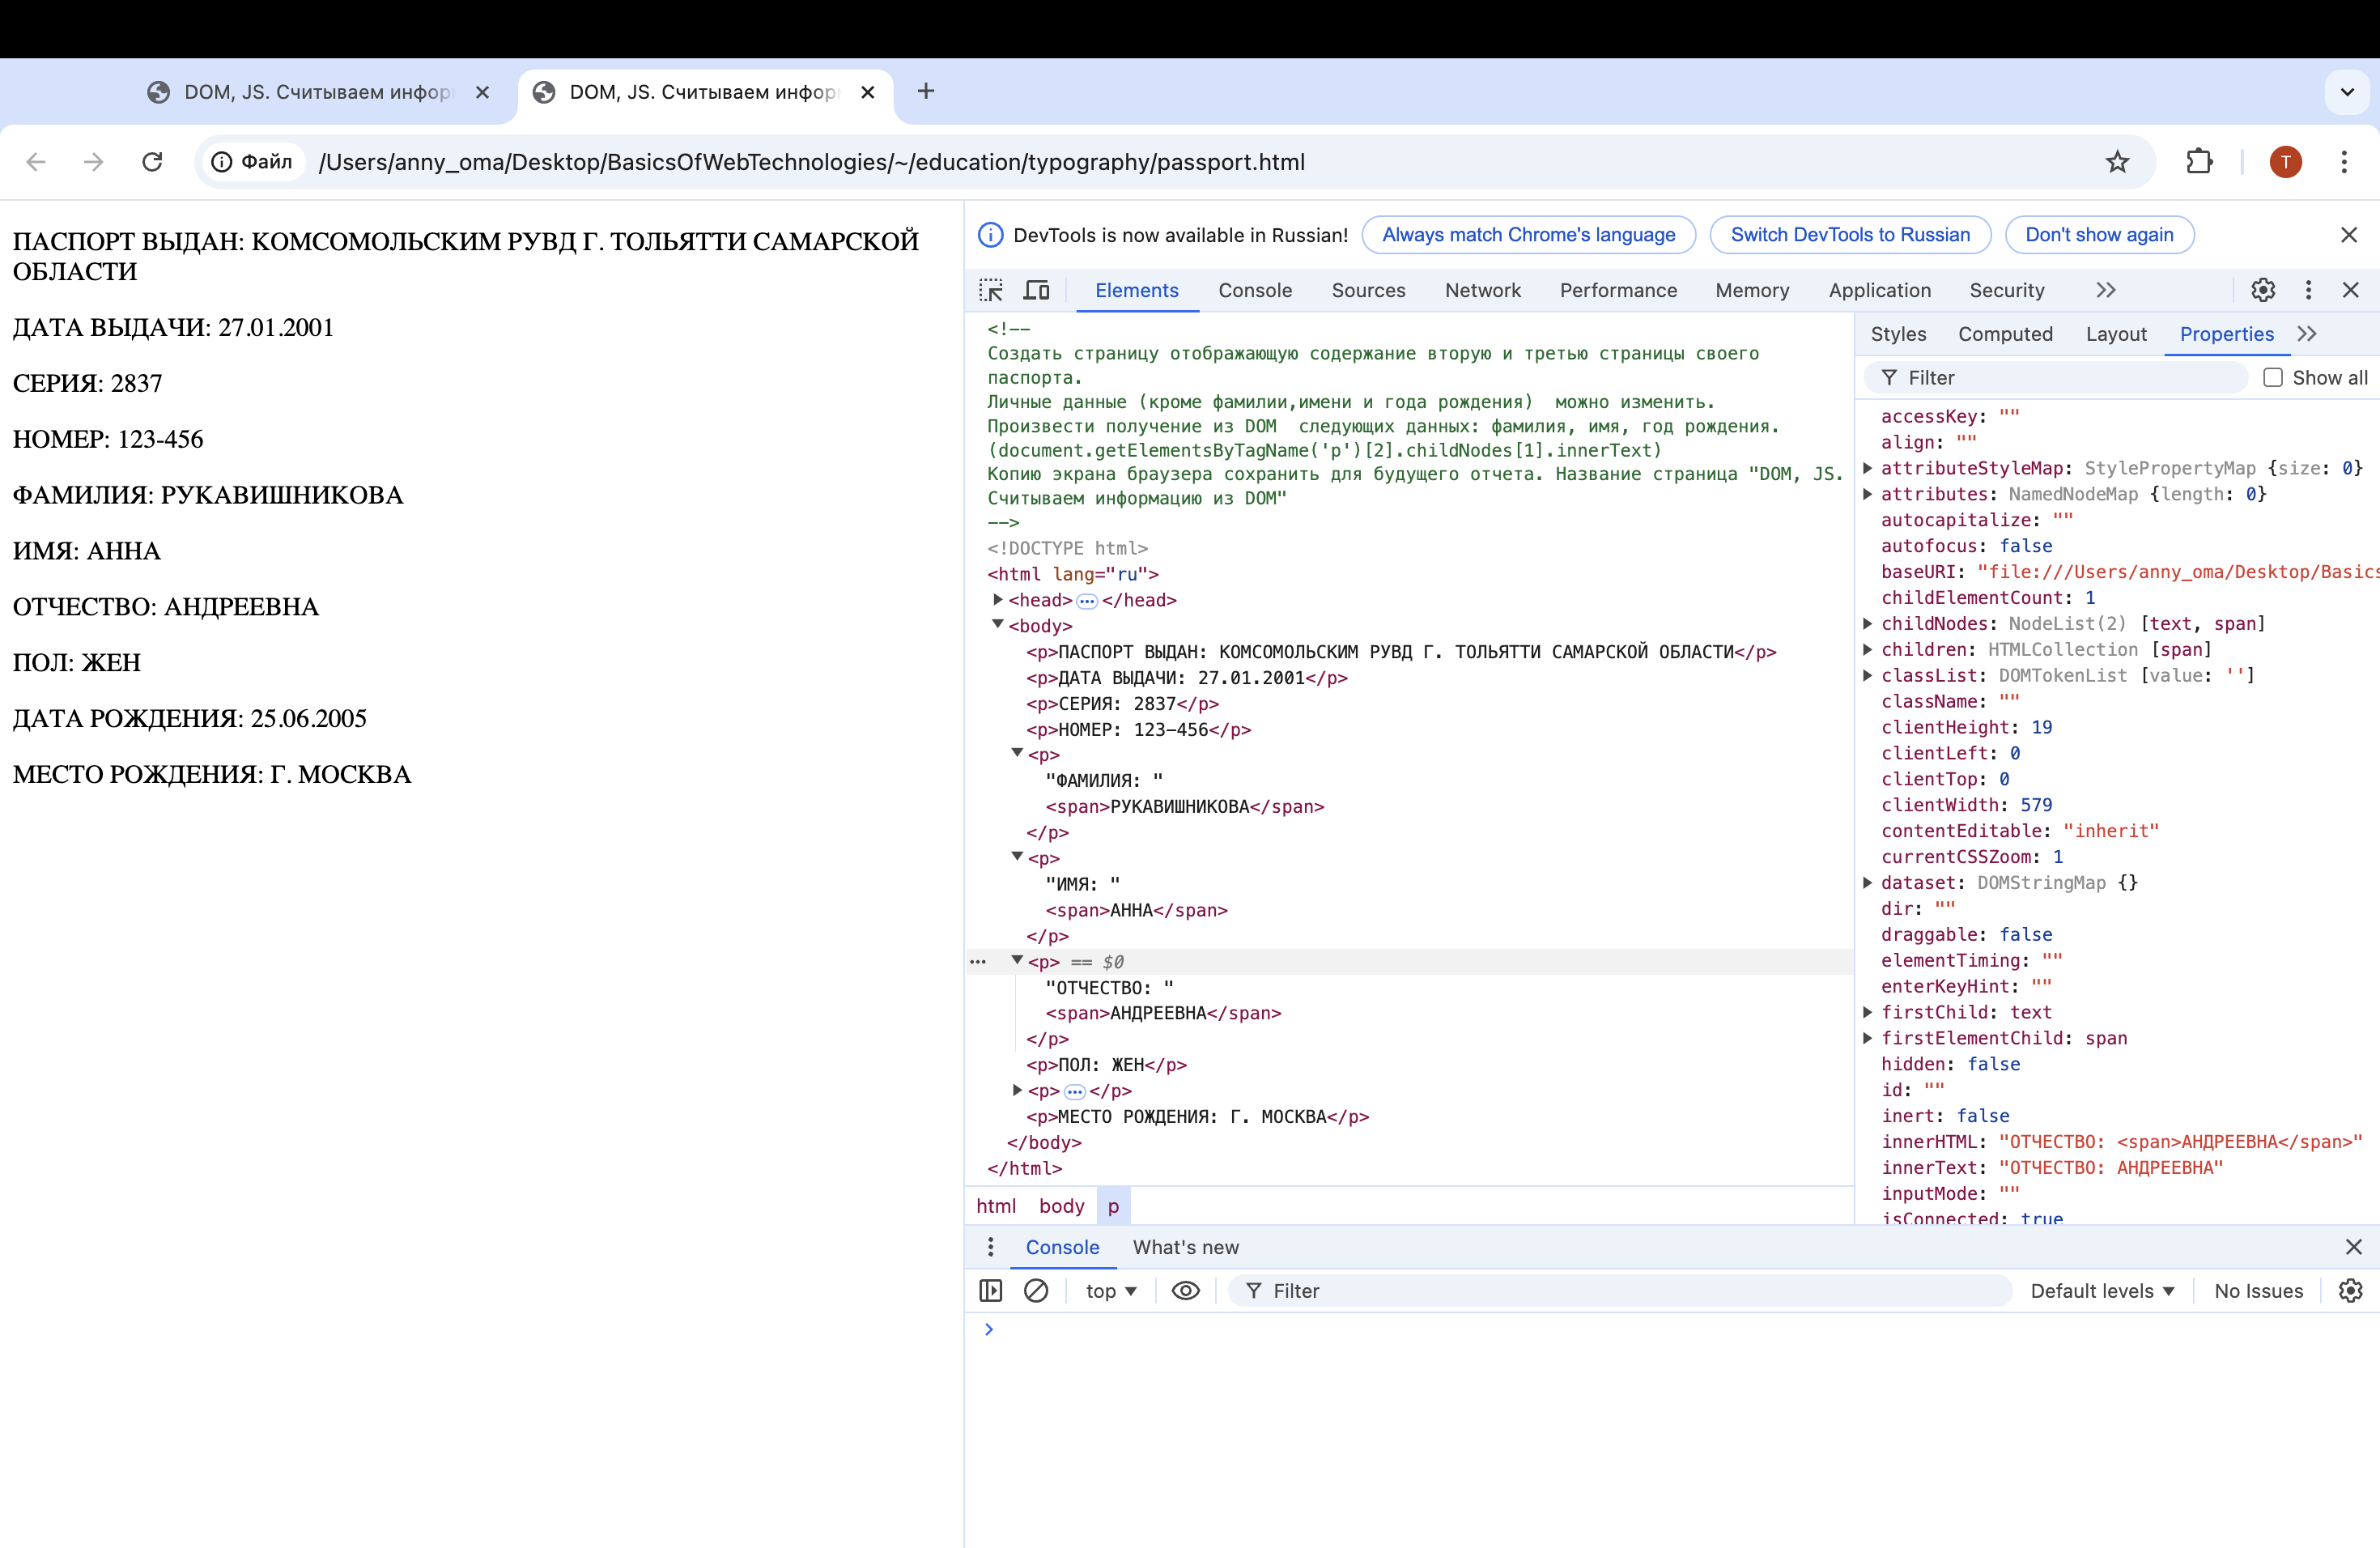 DOM, JS. Считываем инфор
DOM, JS. Считываем инфор
Файл /Users/anny_oma/Desktop/BasicsOfWebTechnologies/~/education/typography/passport.html
T
ПАСПОРТ ВЫДАН: КОМСОМОЛЬСКИМ РУВД Г. ТОЛЬЯТТИ САМАРСКОЙ
ОБЛАСТИ
ДАТА ВЫДАЧИ: 27.01.2001
СЕРИЯ: 2837
НОМЕР: 123-456
ФАМИЛИЯ: РУКАВИШНИКОВА
ИМЯ: АННА
ОТЧЕСТВО: АНДРЕЕВНА
ПОЛ: ЖЕН
ДАТА РОЖДЕНИЯ: 25.06.2005
МЕСТО РОЖДЕНИЯ: Г. МОСКВА
DevTools is now available in Russian! Always match Chrome's language Switch DevTools to Russian Don't show again
Elements Console Sources Network Performance Memory Application Security
<!--
Создать страницу отображающую содержание вторую и третью страницы своего
паспорта.
Личные данные (кроме фамилии,имени и года рождения)  можно изменить.
Произвести получение из DOM  следующих данных: фамилия, имя, год рождения.
(document.getElementsByTagName('p')[2].childNodes[1].innerText)
Копию экрана браузера сохранить для будущего отчета. Название страница "DOM, JS.
Считываем информацию из DOM"
-->
<!DOCTYPE html>
<html lang="ru">
<head>…</head>
<body>
<p>ПАСПОРТ ВЫДАН: КОМСОМОЛЬСКИМ РУВД Г. ТОЛЬЯТТИ САМАРСКОЙ ОБЛАСТИ</p>
<p>ДАТА ВЫДАЧИ: 27.01.2001</p>
<p>СЕРИЯ: 2837</p>
<p>НОМЕР: 123-456</p>
<p>
"ФАМИЛИЯ: "
<span>РУКАВИШНИКОВА</span>
</p>
<p>
"ИМЯ: "
<span>АННА</span>
</p>
<p> == $0
"ОТЧЕСТВО: "
<span>АНДРЕЕВНА</span>
</p>
<p>ПОЛ: ЖЕН</p>
<p>…</p>
<p>МЕСТО РОЖДЕНИЯ: Г. МОСКВА</p>
</body>
</html>
html body p
Styles Computed Layout Properties
Filter Show all
accessKey: ""
align: ""
attributeStyleMap: StylePropertyMap {size: 0}
attributes: NamedNodeMap {length: 0}
autocapitalize: ""
autofocus: false
baseURI: "file:///Users/anny_oma/Desktop/Basics
childElementCount: 1
childNodes: NodeList(2) [text, span]
children: HTMLCollection [span]
classList: DOMTokenList [value: '']
className: ""
clientHeight: 19
clientLeft: 0
clientTop: 0
clientWidth: 579
contentEditable: "inherit"
currentCSSZoom: 1
dataset: DOMStringMap {}
dir: ""
draggable: false
elementTiming: ""
enterKeyHint: ""
firstChild: text
firstElementChild: span
hidden: false
id: ""
inert: false
innerHTML: "ОТЧЕСТВО: <span>АНДРЕЕВНА</span>"
innerText: "ОТЧЕСТВО: АНДРЕЕВНА"
inputMode: ""
isConnected: true
Console What's new
top Filter Default levels No Issues